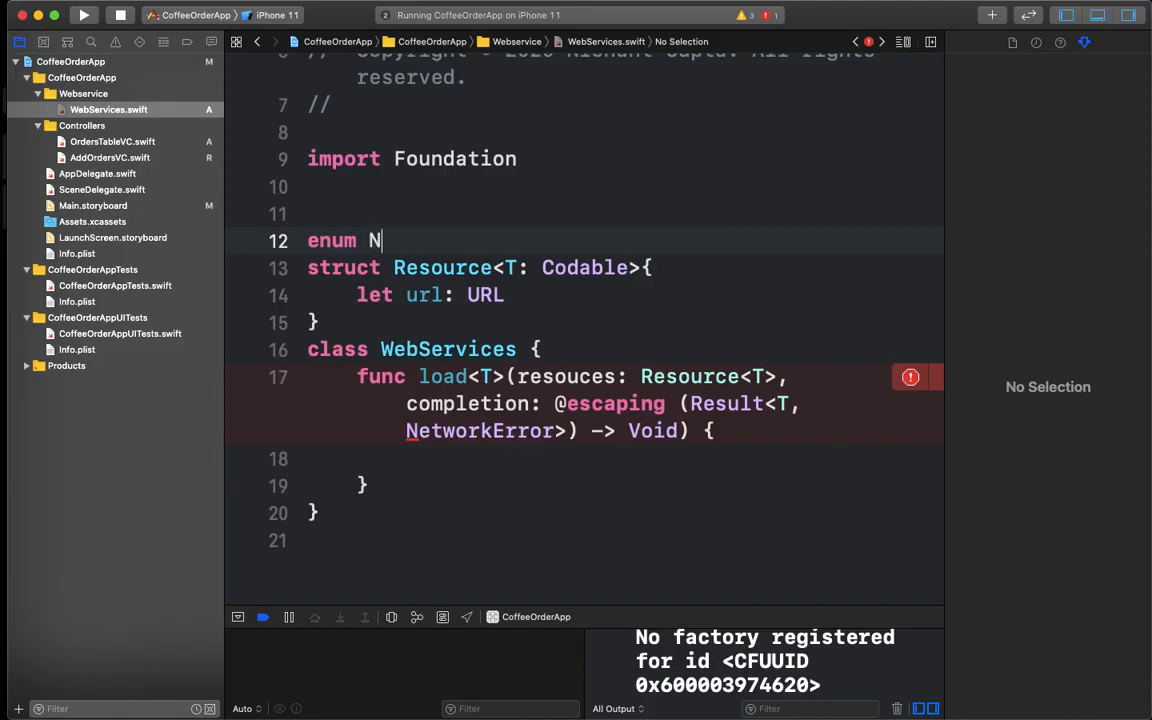 CoffeeOrderApp
iPhone 11
2 Running CoffeeOrderApp on iPhone 11
3
1
CoffeeOrderApp
CoffeeOrderApp
Webservice
WebServices.swift
No Selection
CoffeeOrderApp M
CoffeeOrderApp
Webservice
WebServices.swift A
Controllers
OrdersTableVC.swift A
AddOrdersVC.swift R
AppDelegate.swift
SceneDelegate.swift
Main.storyboard M
Assets.xcassets
LaunchScreen.storyboard
Info.plist
CoffeeOrderAppTests
CoffeeOrderAppTests.swift
Info.plist
CoffeeOrderAppUITests
CoffeeOrderAppUITests.swift
Info.plist
Products
reserved.
7 //
8
9 import Foundation
10
11
12 enum N
13 struct Resource<T: Codable>{
14 let url: URL
15 }
16 class WebServices {
17 func load<T>(resouces: Resource<T>,
completion: @escaping (Result<T,
NetworkError>) -> Void) {
18
19 }
20 }
21
No Selection
CoffeeOrderApp
No factory registered
for id <CFUUID
0x600003974620>
Filter
Auto
Filter
All Output
Filter